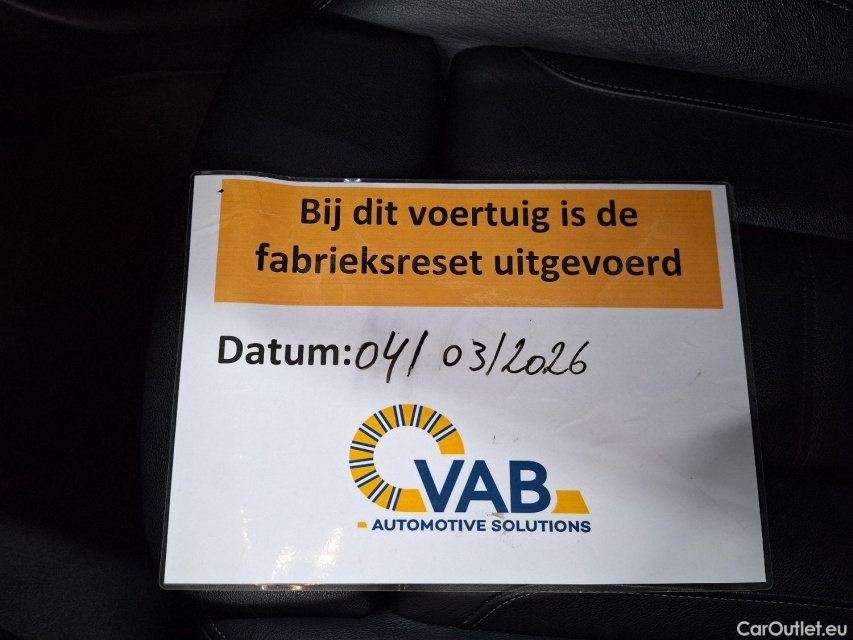 Bij dit voertuig is de
fabrieksreset uitgevoerd
Datum: 04/03/2026
VAB
AUTOMOTIVE SOLUTIONS
CarOutlet.eu